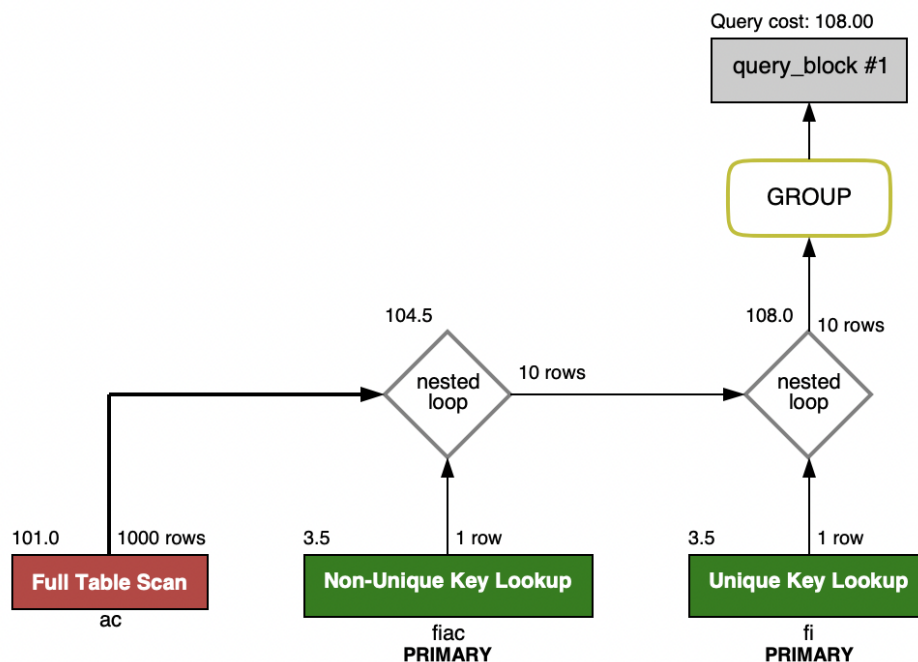 Query cost: 108.00
query_block #1
GROUP
104.5
108.0
10 rows
nested
loop
10 rows
nested
loop
101.0
1000 rows
3.5
1 row
3.5
1 row
Full Table Scan
Non-Unique Key Lookup
Unique Key Lookup
ac
fiac
PRIMARY
fi
PRIMARY